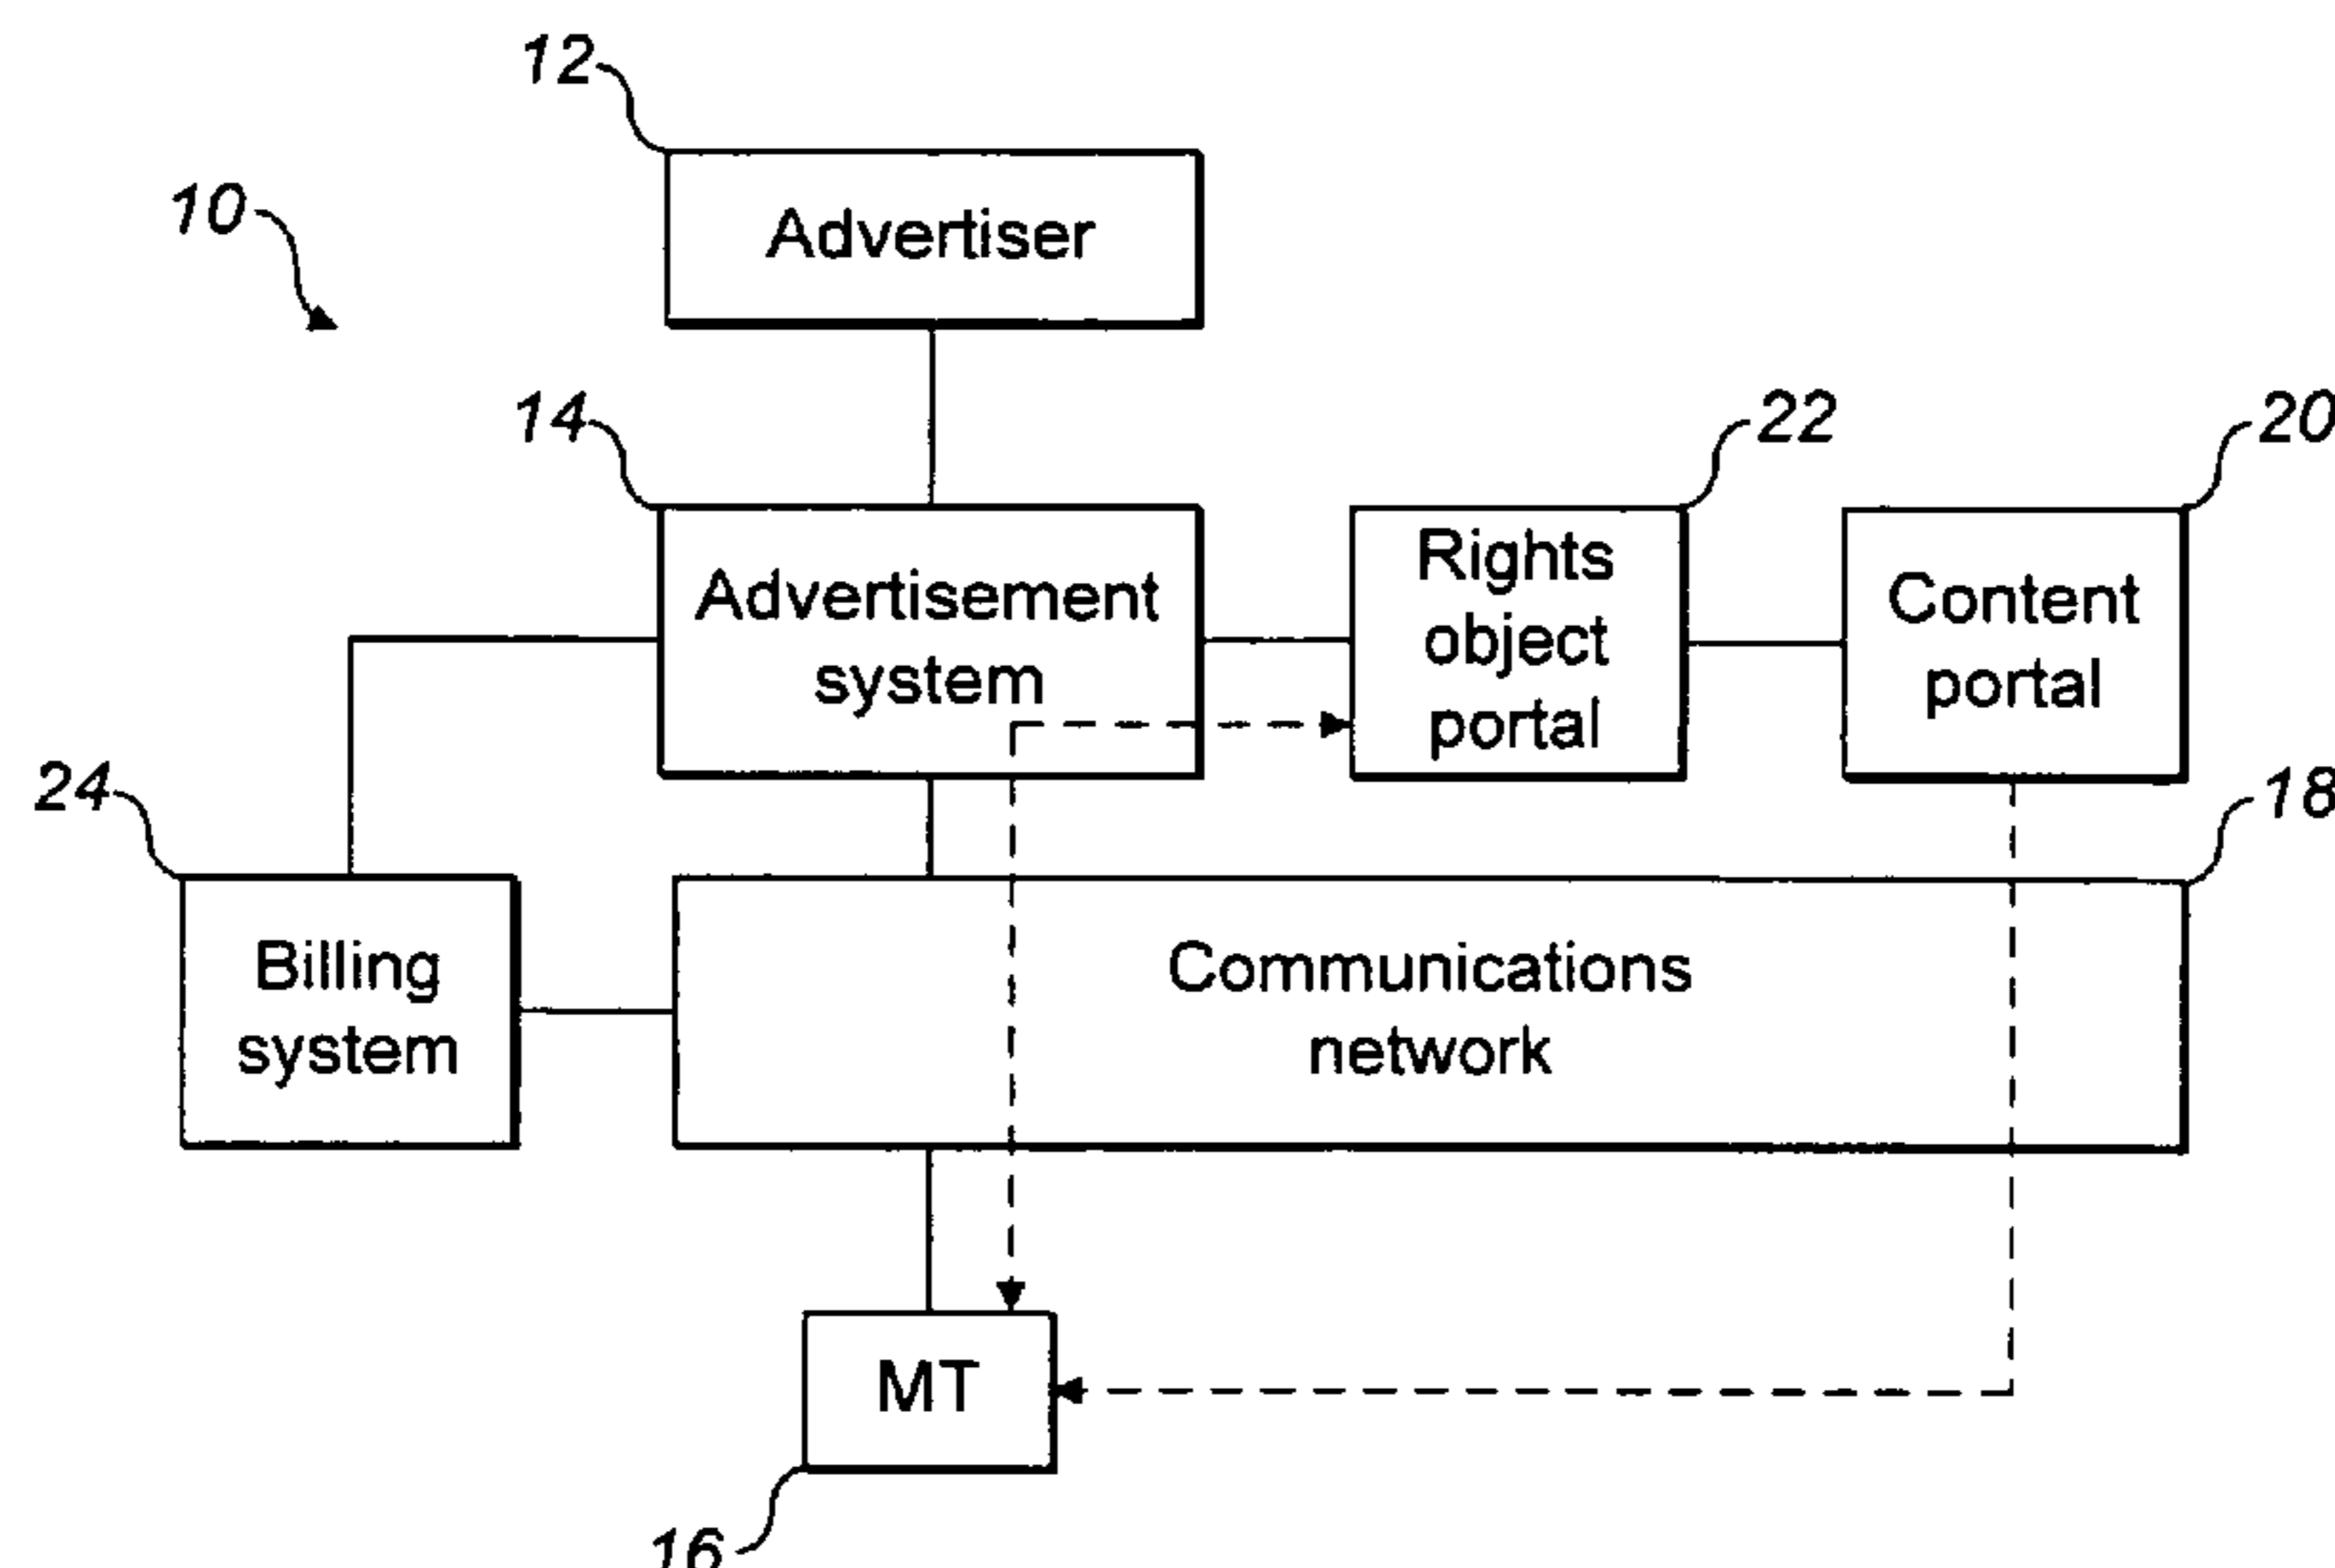 12
10
Advertiser
14
22
20
Advertisement
system
Rights
object
portal
Content
portal
24
18
Billing
system
Communications
network
MT
16